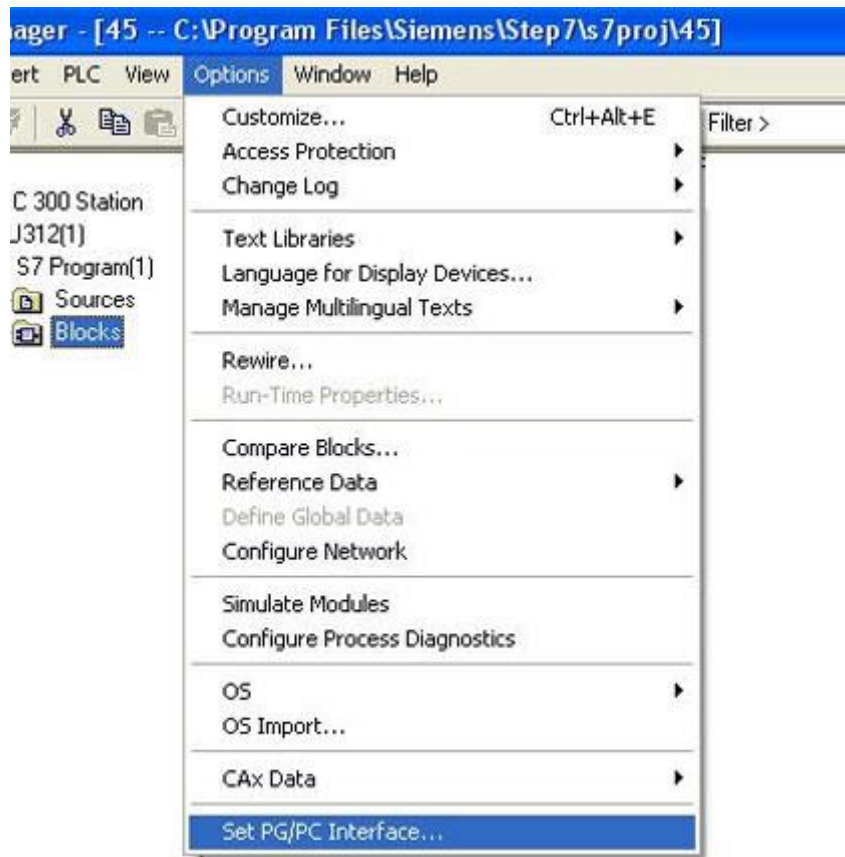 ager - [45 -- C:\Program Files\Siemens\Step7\s7proj\45]
ert PLC View Options Window Help
Customize... Ctrl+Alt+E
Filter >
Access Protection
Change Log
C 300 Station
J312(1)
S7 Program(1)
Sources
Blocks
Text Libraries
Language for Display Devices...
Manage Multilingual Texts
Rewire...
Run-Time Properties...
Compare Blocks...
Reference Data
Define Global Data
Configure Network
Simulate Modules
Configure Process Diagnostics
OS
OS Import...
CAx Data
Set PG/PC Interface...